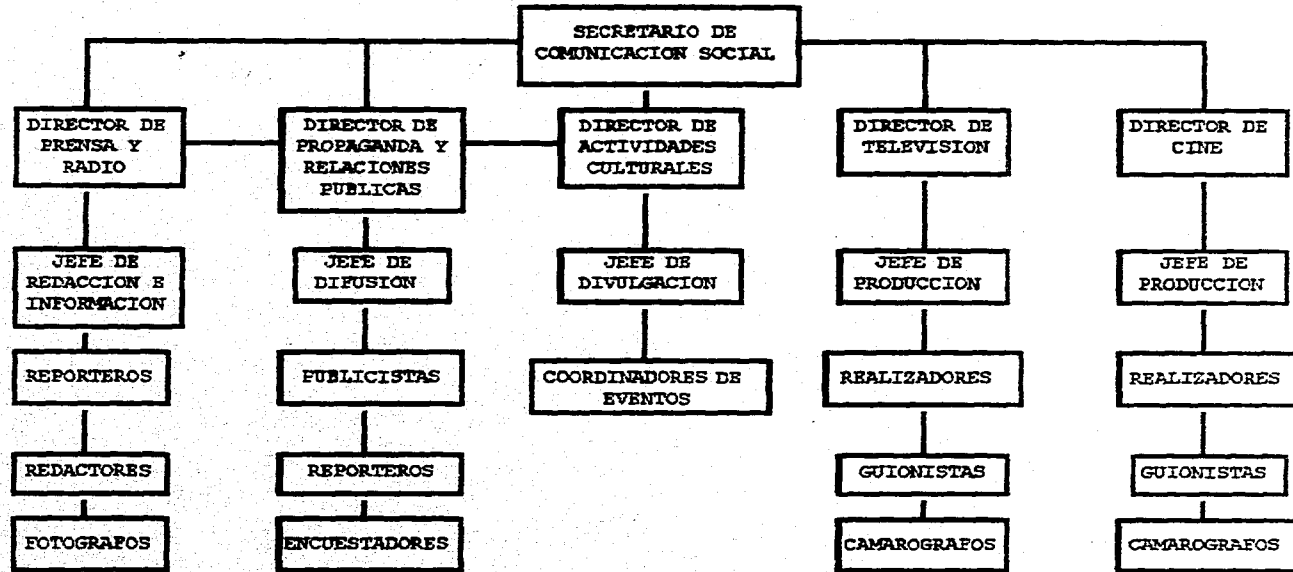 SECRETARIO DE
COMUNICACION SOCIAL
DIRECTOR DE
PRENSA Y
RADIO
DIRECTOR DE
PROPAGANDA Y
RELACIONES
PUBLICAS
DIRECTOR DE
ACTIVIDADES
CULTURALES
DIRECTOR DE
TELEVISION
DIRECTOR DE
CINE
JEFE DE
REDACCION E
INFORMACION
JEFE DE
DIFUSIÓN
JEFE DE
DIVULGACION
JEFE DE
PRODUCCION
JEFE DE
PRODUCCION
REPORTEROS
PUBLICISTAS
COORDINADORES DE
EVENTOS
REALIZADORES
REALIZADORES
REDACTORES
REPORTEROS
GUIONISTAS
GUIONISTAS
FOTOGRAFOS
ENCUESTADORES
CAMAROGRAFOS
CAMAROGRAFOS